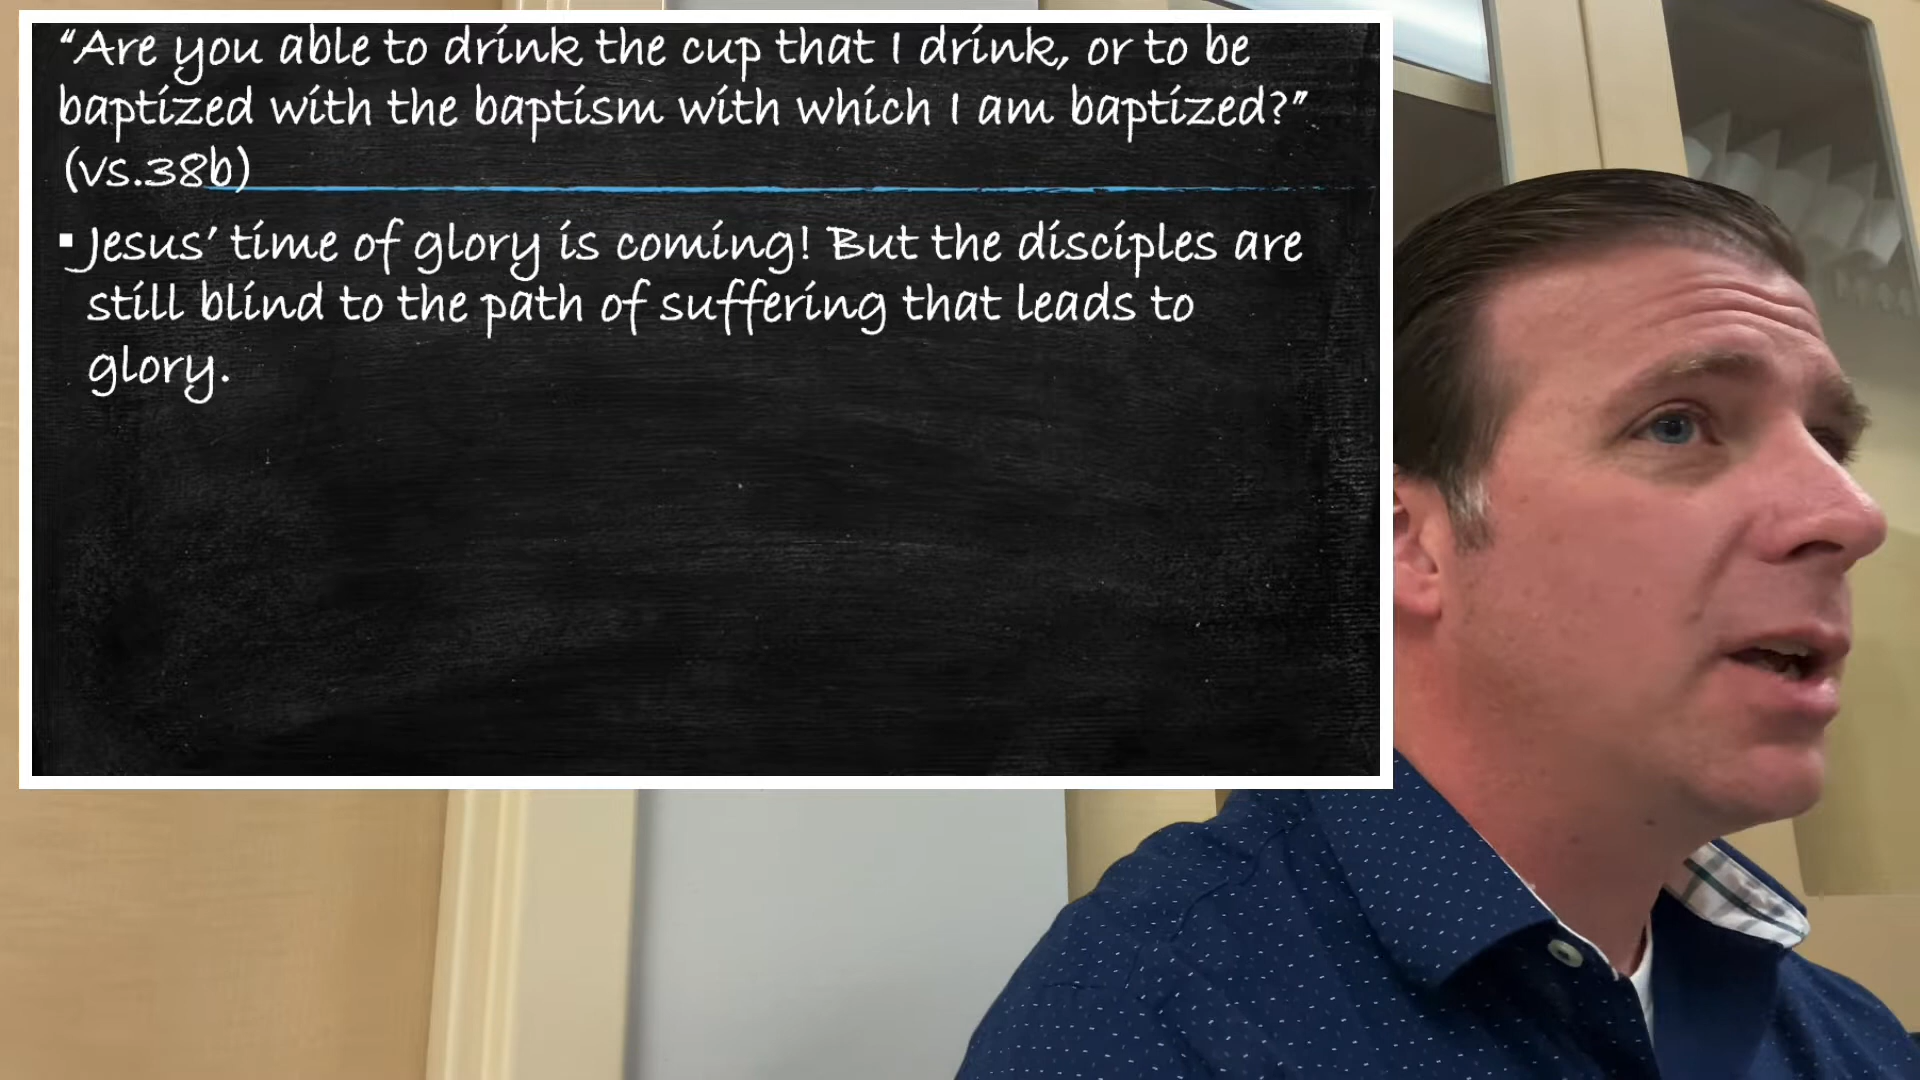 “Are you able to drink the cup that I drink, or to be
baptized with the baptism with which I am baptized?”
(vs.38b)
▪ Jesus’ time of glory is coming! But the disciples are
still blind to the path of suffering that leads to
glory.